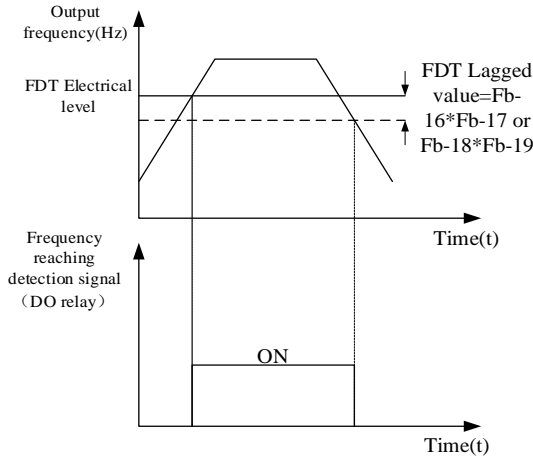 Output
frequency(Hz)
FDT Electrical
level
FDT Lagged
value=Fb-
16*Fb-17 or
Fb-18*Fb-19
Time(t)
Frequency
reaching
detection signal
（DO relay）
ON
Time(t)